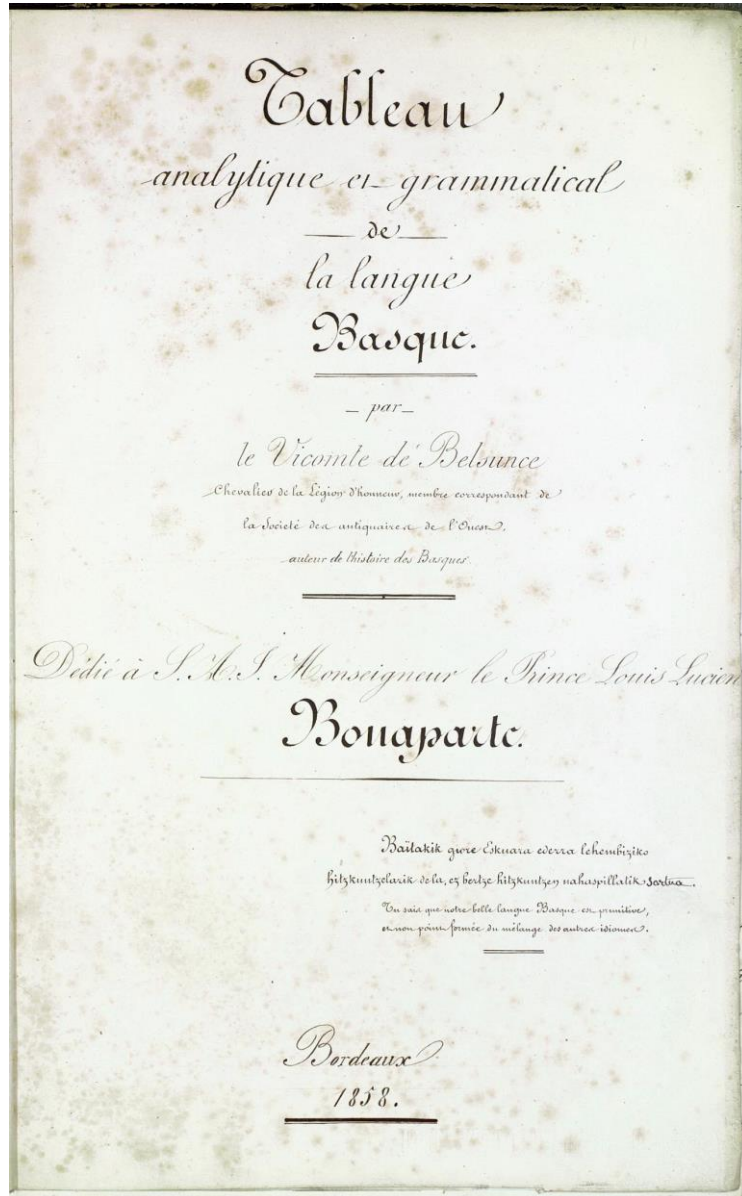 Tableau
analytique et grammatical
de
la langue
Basque.
par
le Vicomte de Belsunce
Chevalier de la Légion d'honneur, membre correspondant de
la Société des antiquaires de l'Ouest.
auteur de l'histoire des Basques.
Dédié à S. A. I. Monseigneur le Prince Louis Lucien
Bonaparte.
Baïtakik gure Eskuara ederra lehembiziko
hitzkuntzelarik dela, ez bertze hitzkuntzen nahaspillatik sortua.
Tu sais que notre belle langue Basque est primitive,
et non point formée du mélange des autres idiomes.
Bordeaux
1858.